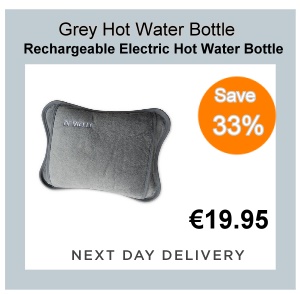 Grey Hot Water Bottle
Rechargeable Electric Hot Water Bottle
Save
33%
€19.95
NEXT DAY DELIVERY